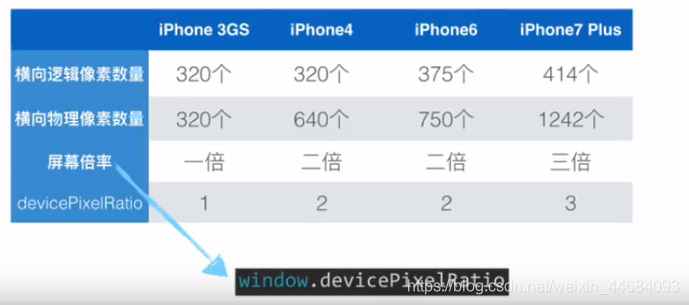 iPhone 3GS iPhone4 iPhone6 iPhone7 Plus
横向逻辑像素数量 320个 320个 375个 414个
横向物理像素数量 320个 640个 750个 1242个
屏幕倍率 一倍 二倍 二倍 三倍
devicePixelRatio 1 2 2 3
window.devicePixelRatio
https://blog.csdn.net/weixin_44684093